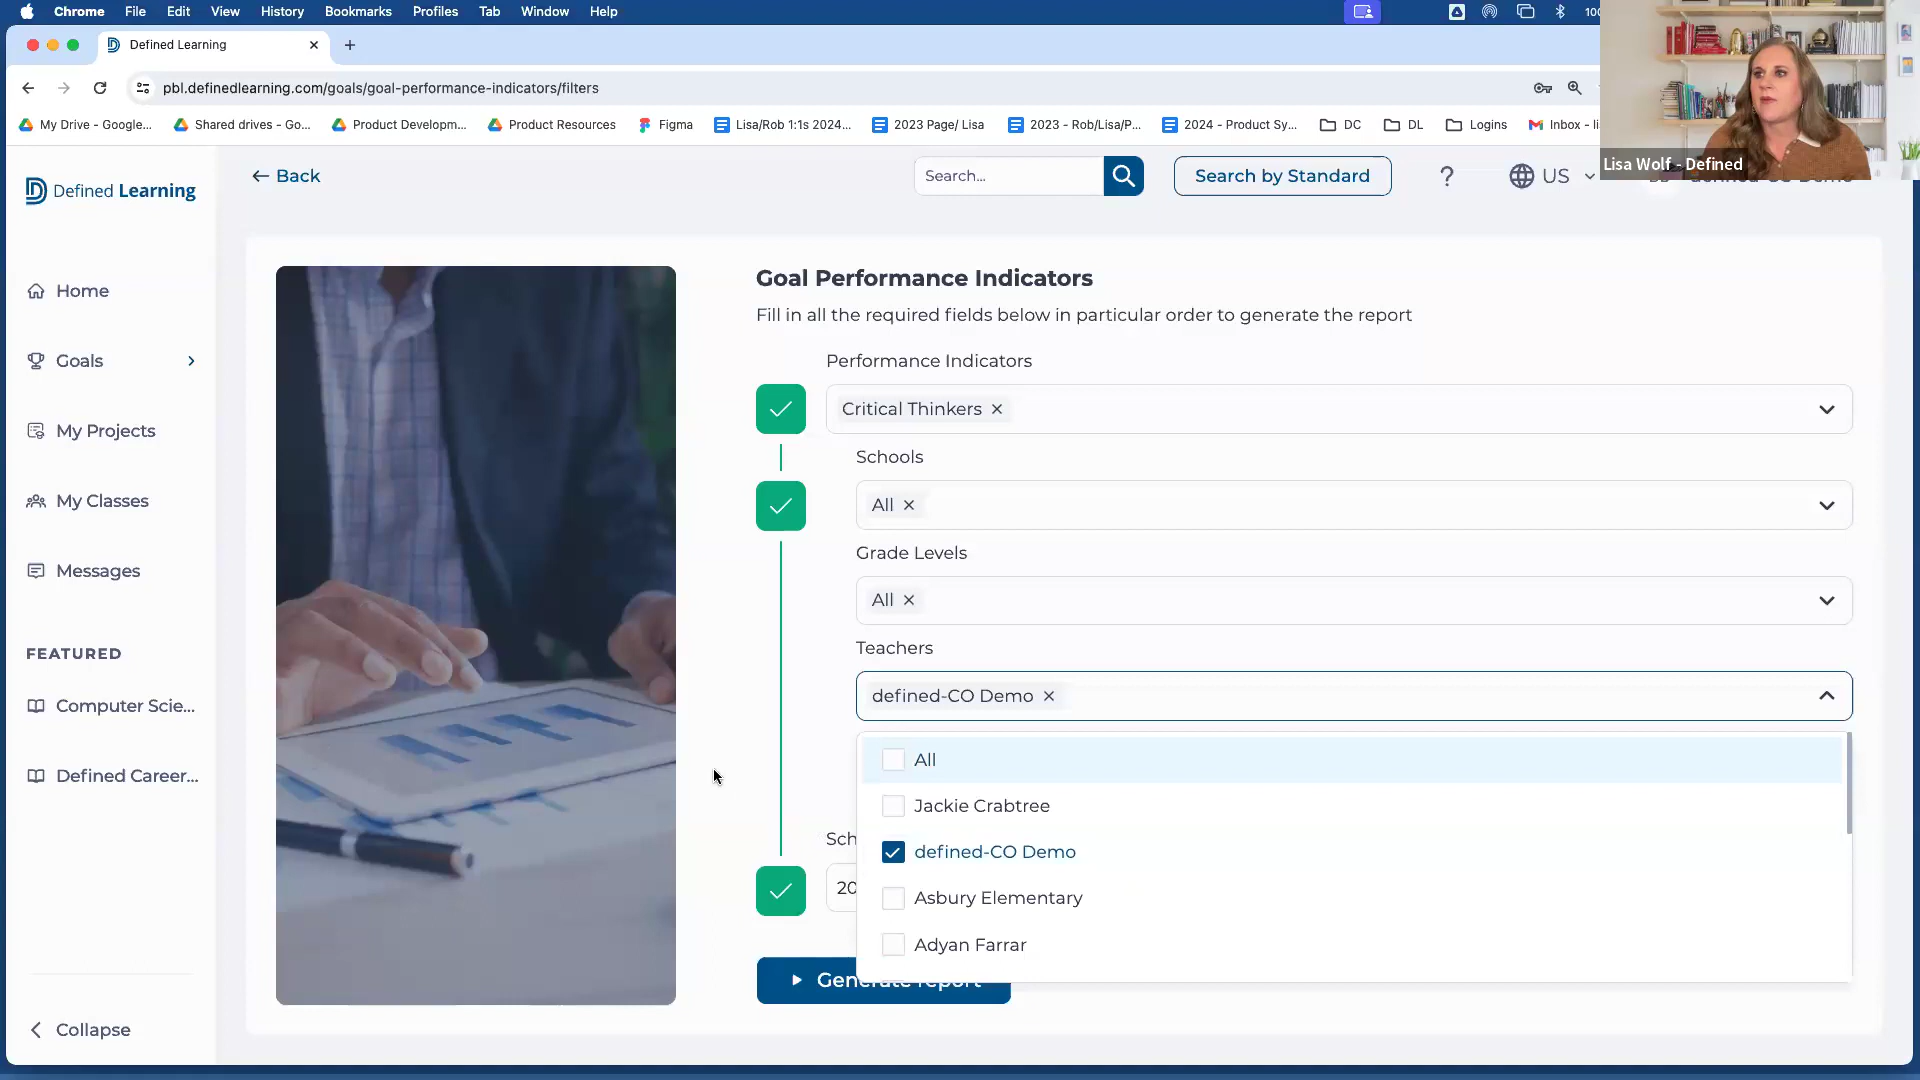 Chrome File Edit View History Bookmarks Profiles Tab Window Help
Defined Learning
pbl.definedlearning.com/goals/goal-performance-indicators/filters
My Drive - Google... Shared drives - Go... Product Developm... Product Resources Figma Lisa/Rob 1:1s 2024... 2023 Page/ Lisa 2023 - Rob/Lisa/P... 2024 - Product Sy... DC DL Logins Inbox - li
Lisa Wolf - Defined
Defined Learning
Back
Search...
Search by Standard
?
US
Home
Goals
My Projects
My Classes
Messages
FEATURED
Computer Scie...
Defined Career...
Collapse
Goal Performance Indicators
Fill in all the required fields below in particular order to generate the report
Performance Indicators
Critical Thinkers
Schools
All
Grade Levels
All
Teachers
defined-CO Demo
All
Jackie Crabtree
defined-CO Demo
Asbury Elementary
Adyan Farrar
Sch
20
Generate report